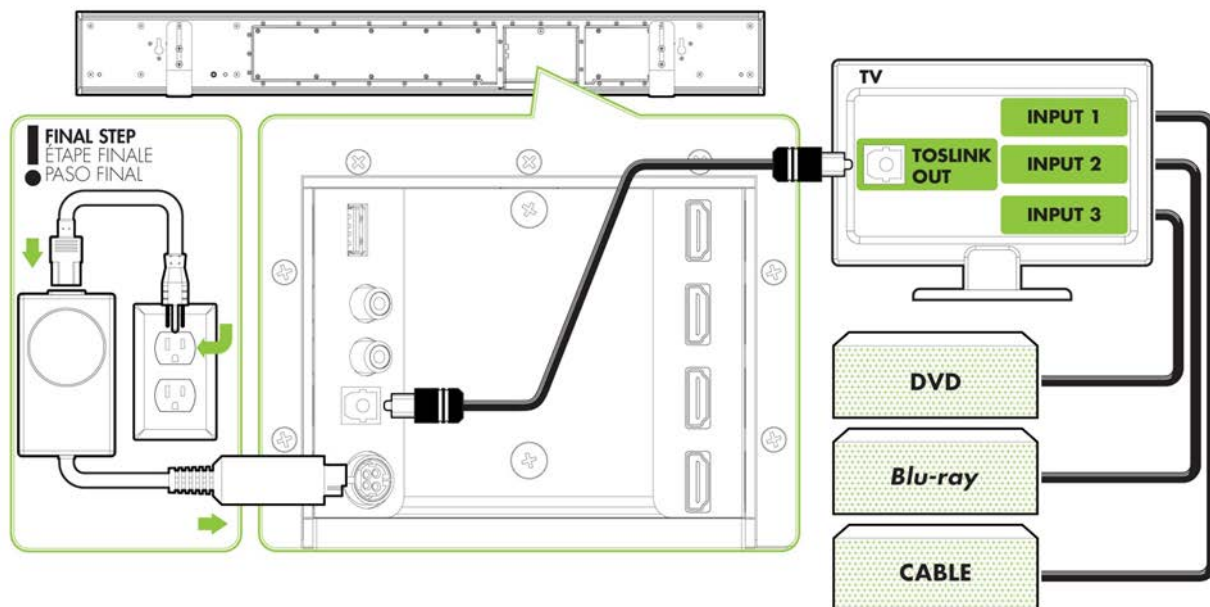 FINAL STEP
ÉTAPE FINALE
PASO FINAL
TV
INPUT 1
TOSLINK
OUT
INPUT 2
INPUT 3
DVD
Blu-ray
CABLE